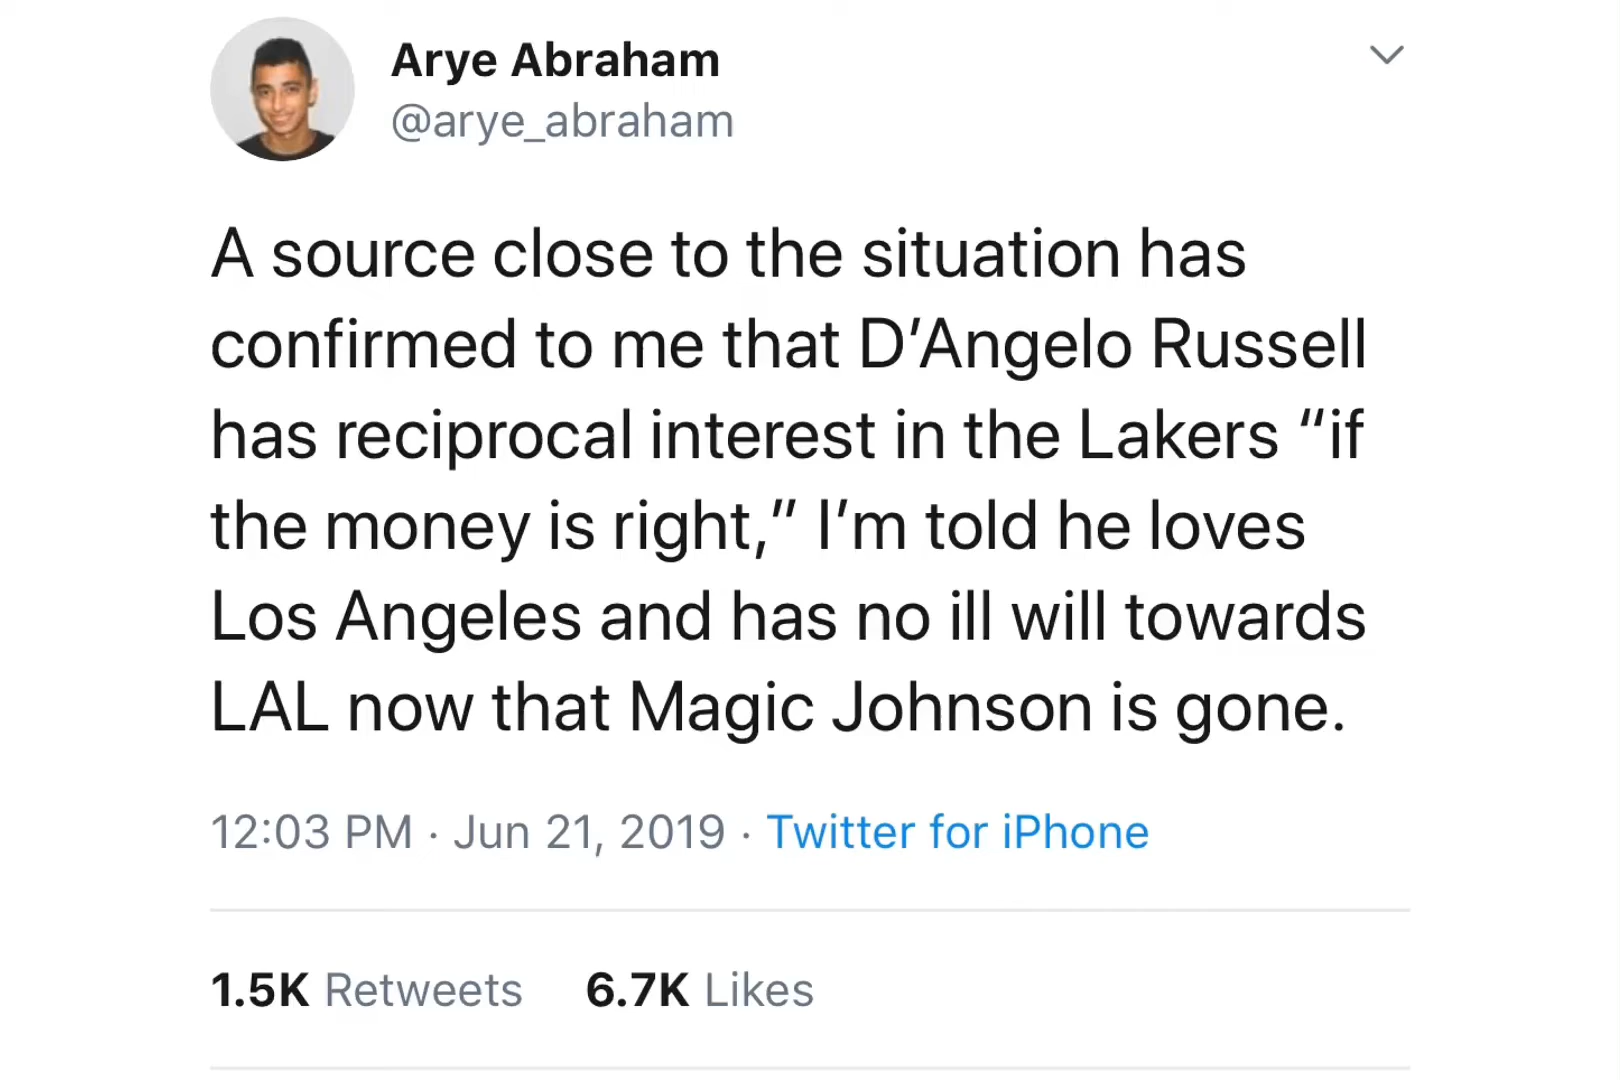 Arye Abraham
@arye_abraham
A source close to the situation has
confirmed to me that D’Angelo Russell
has reciprocal interest in the Lakers “if
the money is right,” I’m told he loves
Los Angeles and has no ill will towards
LAL now that Magic Johnson is gone.
12:03 PM · Jun 21, 2019 · Twitter for iPhone
1.5K Retweets 6.7K Likes